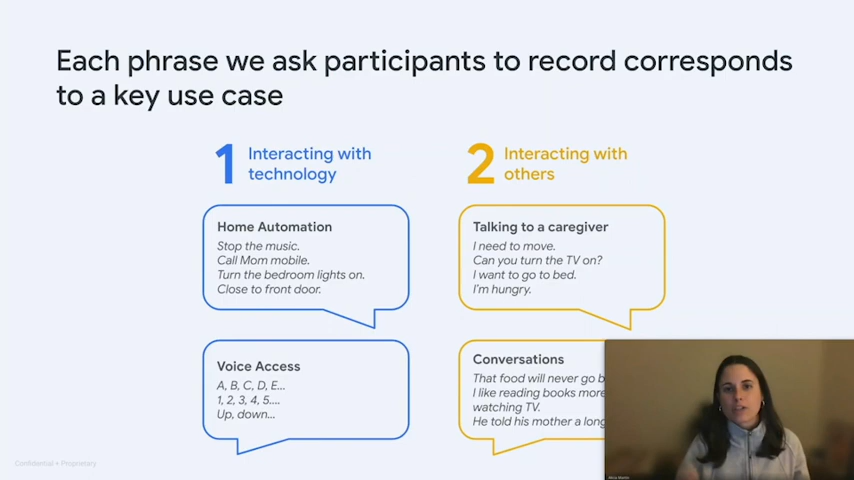 Each phrase we ask participants to record corresponds
to a key use case
1 Interacting with
technology
Home Automation
Stop the music.
Call Mom mobile.
Turn the bedroom lights on.
Close to front door.
Voice Access
A, B, C, D, E...
1, 2, 3, 4, 5....
Up, down...
2 Interacting with
others
Talking to a caregiver
I need to move.
Can you turn the TV on?
I want to go to bed.
I'm hungry.
Conversations
That food will never go b
I like reading books more
watching TV.
He told his mother a long
Confidential + Proprietary